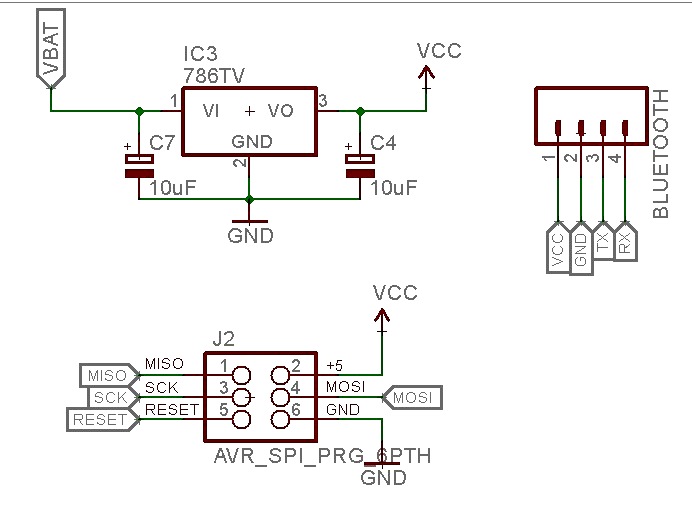 VBAT
IC3
786TV
VCC
1
VI + VO
3
GND
2
+ C7
10uF
+ C4
10uF
GND
BLUETOOTH
1 2 3 4
VCC GND TX RX
VCC
J2
MISO MISO 1 2 +5
SCK SCK 3 4 MOSI MOSI
RESET RESET 5 6 GND
AVR_SPI_PRG_6PTH
GND